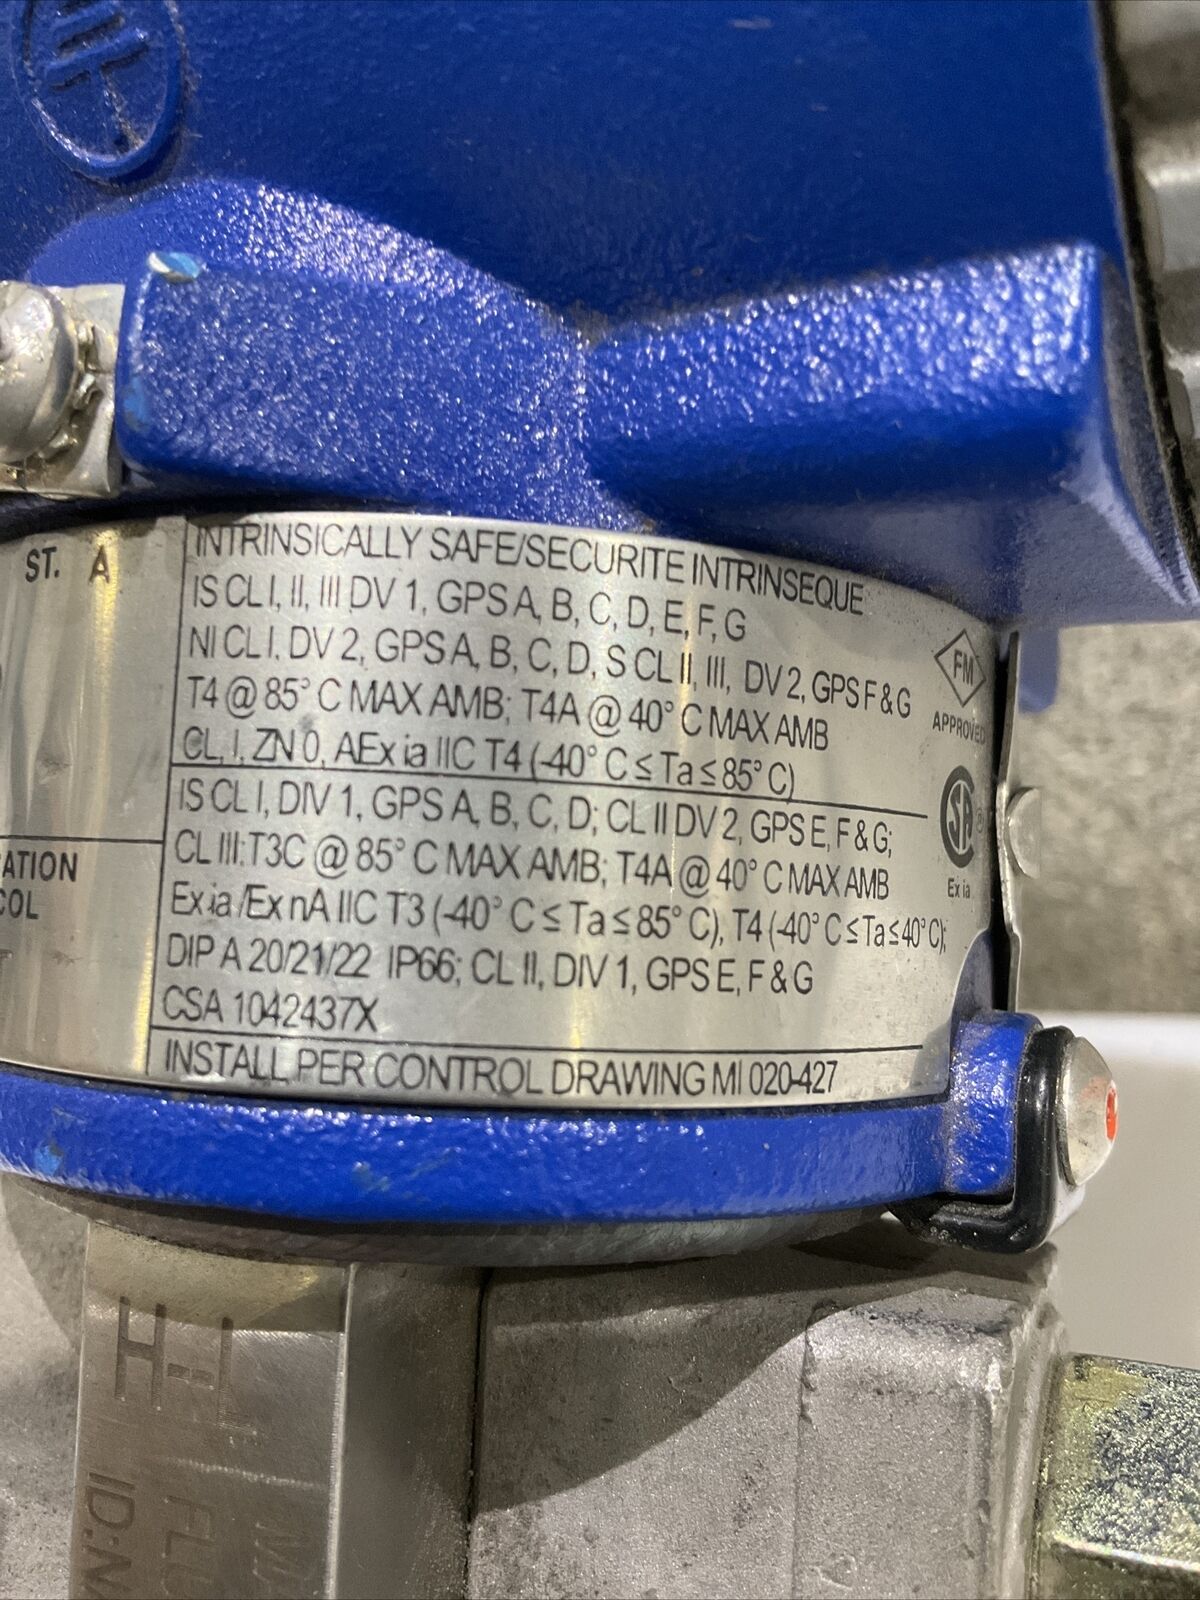 ST. A
INTRINSICALLY SAFE/SECURITE INTRINSEQUE
IS CL I, II, III DV 1, GPS A, B, C, D, E, F, G
NI CL I. DV 2, GPS A, B, C, D, S CL II, III, DV 2, GPS F & G
T4 @ 85° C MAX AMB; T4A @ 40° C MAX AMB
CL, I. ZN 0, AEx ia IIC T4 (-40° C ≤ Ta ≤ 85° C)
FM
APPROVED
IS CL I, DIV 1, GPS A, B, C, D; CL II DV 2, GPS E, F & G;
CL III: T3C @ 85° C MAX AMB; T4A @ 40° C MAX AMB
Ex ia /Ex nA IIC T3 (-40° C ≤ Ta ≤ 85° C), T4 (-40° C ≤ Ta ≤ 40° C);
DIP A 20/21/22 IP66; CL II, DIV 1, GPS E, F & G
CSA 1042437X
SA ®
Ex ia
INSTALL PER CONTROL DRAWING MI 020-427
ATION
COL
H
ID: